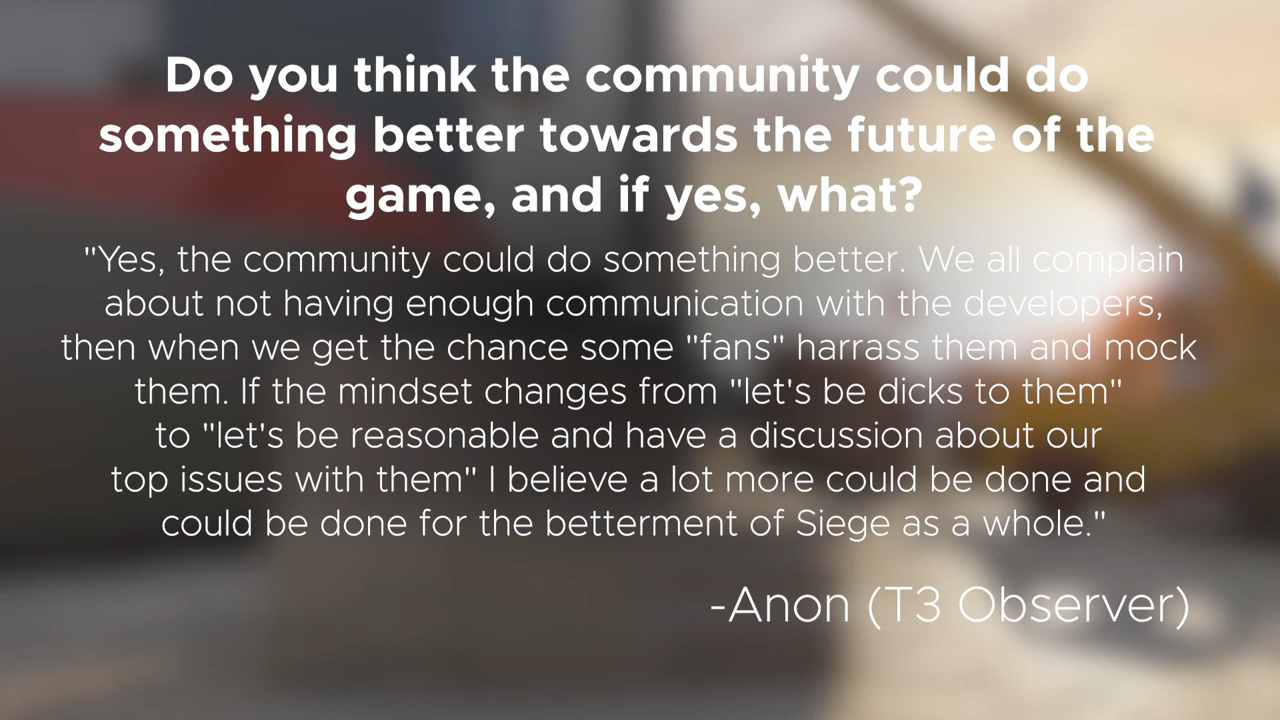 Do you think the community could do
something better towards the future of the
game, and if yes, what?
"Yes, the community could do something better. We all complain
about not having enough communication with the developers,
then when we get the chance some "fans" harrass them and mock
them. If the mindset changes from "let's be dicks to them"
to "let's be reasonable and have a discussion about our
top issues with them" I believe a lot more could be done and
could be done for the betterment of Siege as a whole."
-Anon (T3 Observer)